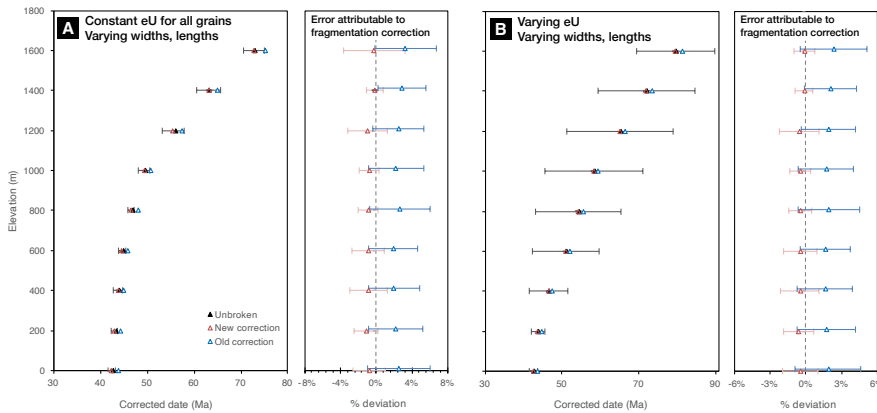 A Constant eU for all grains
Varying widths, lengths
Error attributable to
fragmentation correction
B Varying eU
Varying widths, lengths
Error attributable to
fragmentation correction
Elevation (m)
1800
1600
1400
1200
1000
800
600
400
200
0
Unbroken
New correction
Old correction
30 40 50 60 70 80
Corrected date (Ma)
-8% -4% 0% 4% 8%
% deviation
30 50 70 90
Corrected date (Ma)
-6% -3% 0% 3% 6%
% deviation